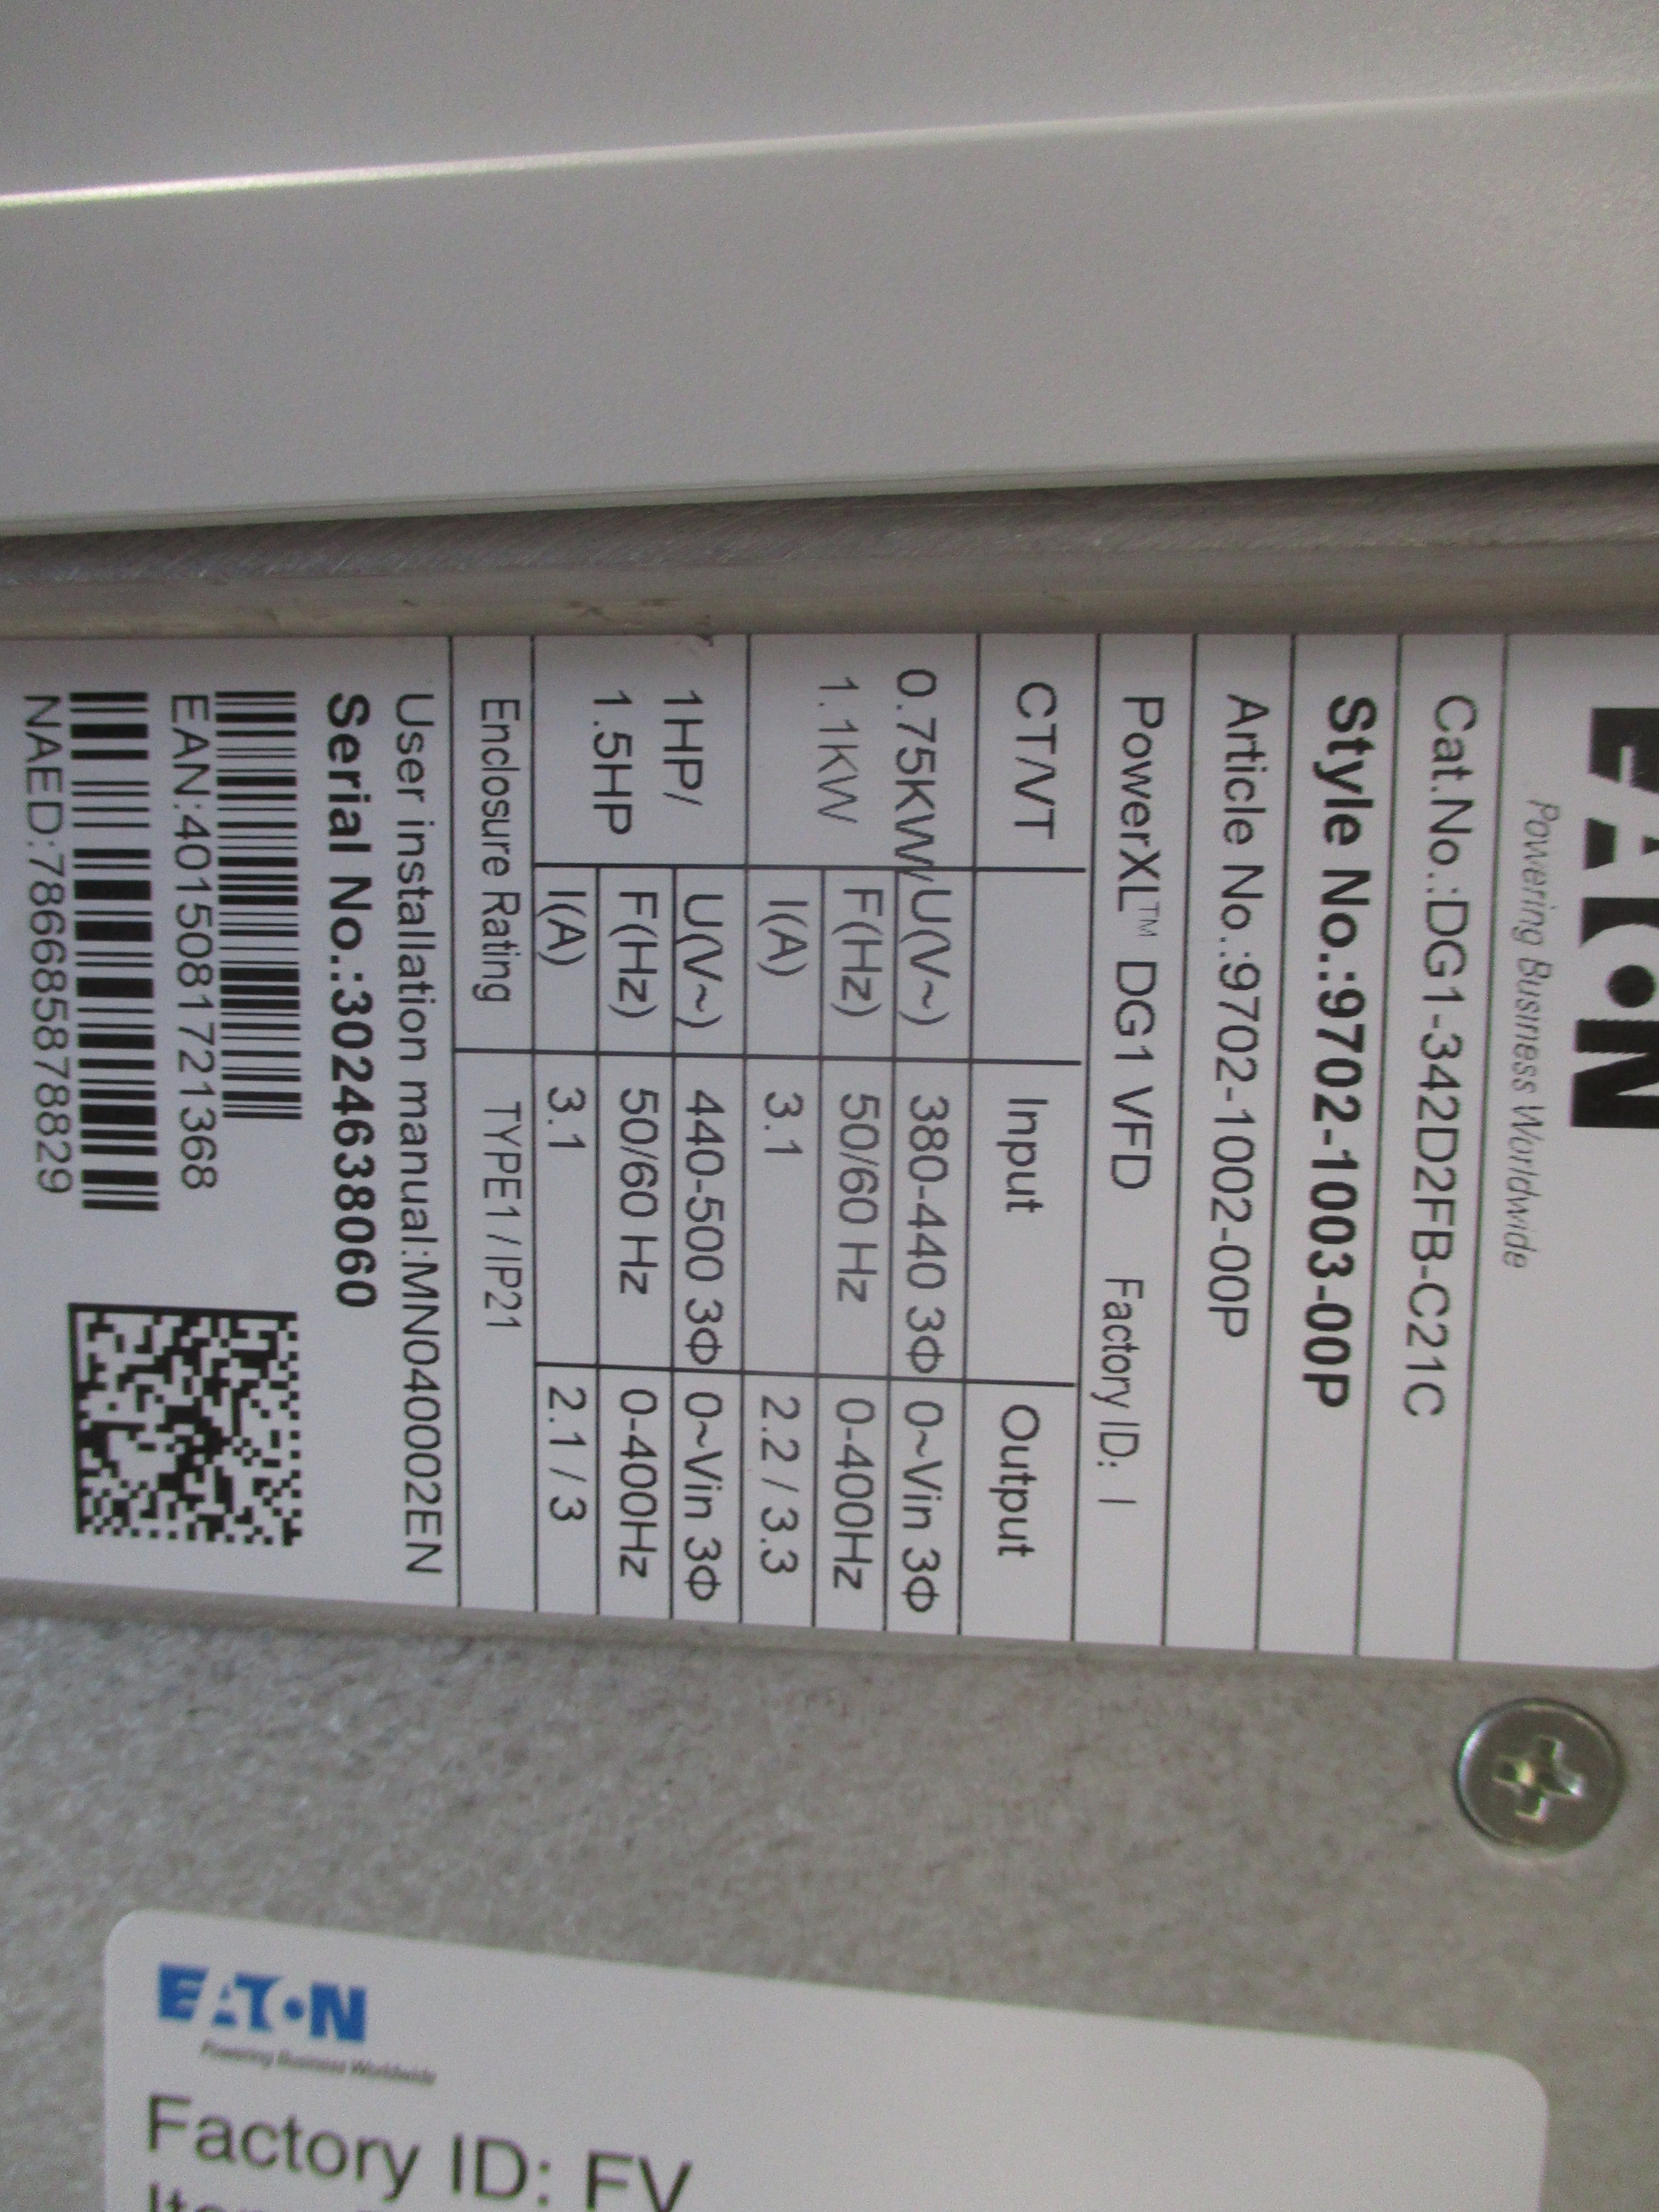 EATON
Powering Business Worldwide
Cat.No.:DG1-342D2FB-C21C
Style No.:9702-1003-00P
Article No.:9702-1002-00P
PowerXL™ DG1 VFD Factory ID: I
CT/VT Input Output
0.75KW/ U(V~) 380-440 3Φ 0~Vin 3Φ
1.1KW F(Hz) 50/60 Hz 0-400Hz
I(A) 3.1 2.2 / 3.3
1HP/ U(V~) 440-500 3Φ 0~Vin 3Φ
1.5HP F(Hz) 50/60 Hz 0-400Hz
I(A) 3.1 2.1 / 3
Enclosure Rating TYPE1 / IP21
User installation manual:MN040002EN
Serial No.:3024638060
EAN:4015081721368
NAED:786685878829
EATON
Powering Business Worldwide
Factory ID: FV